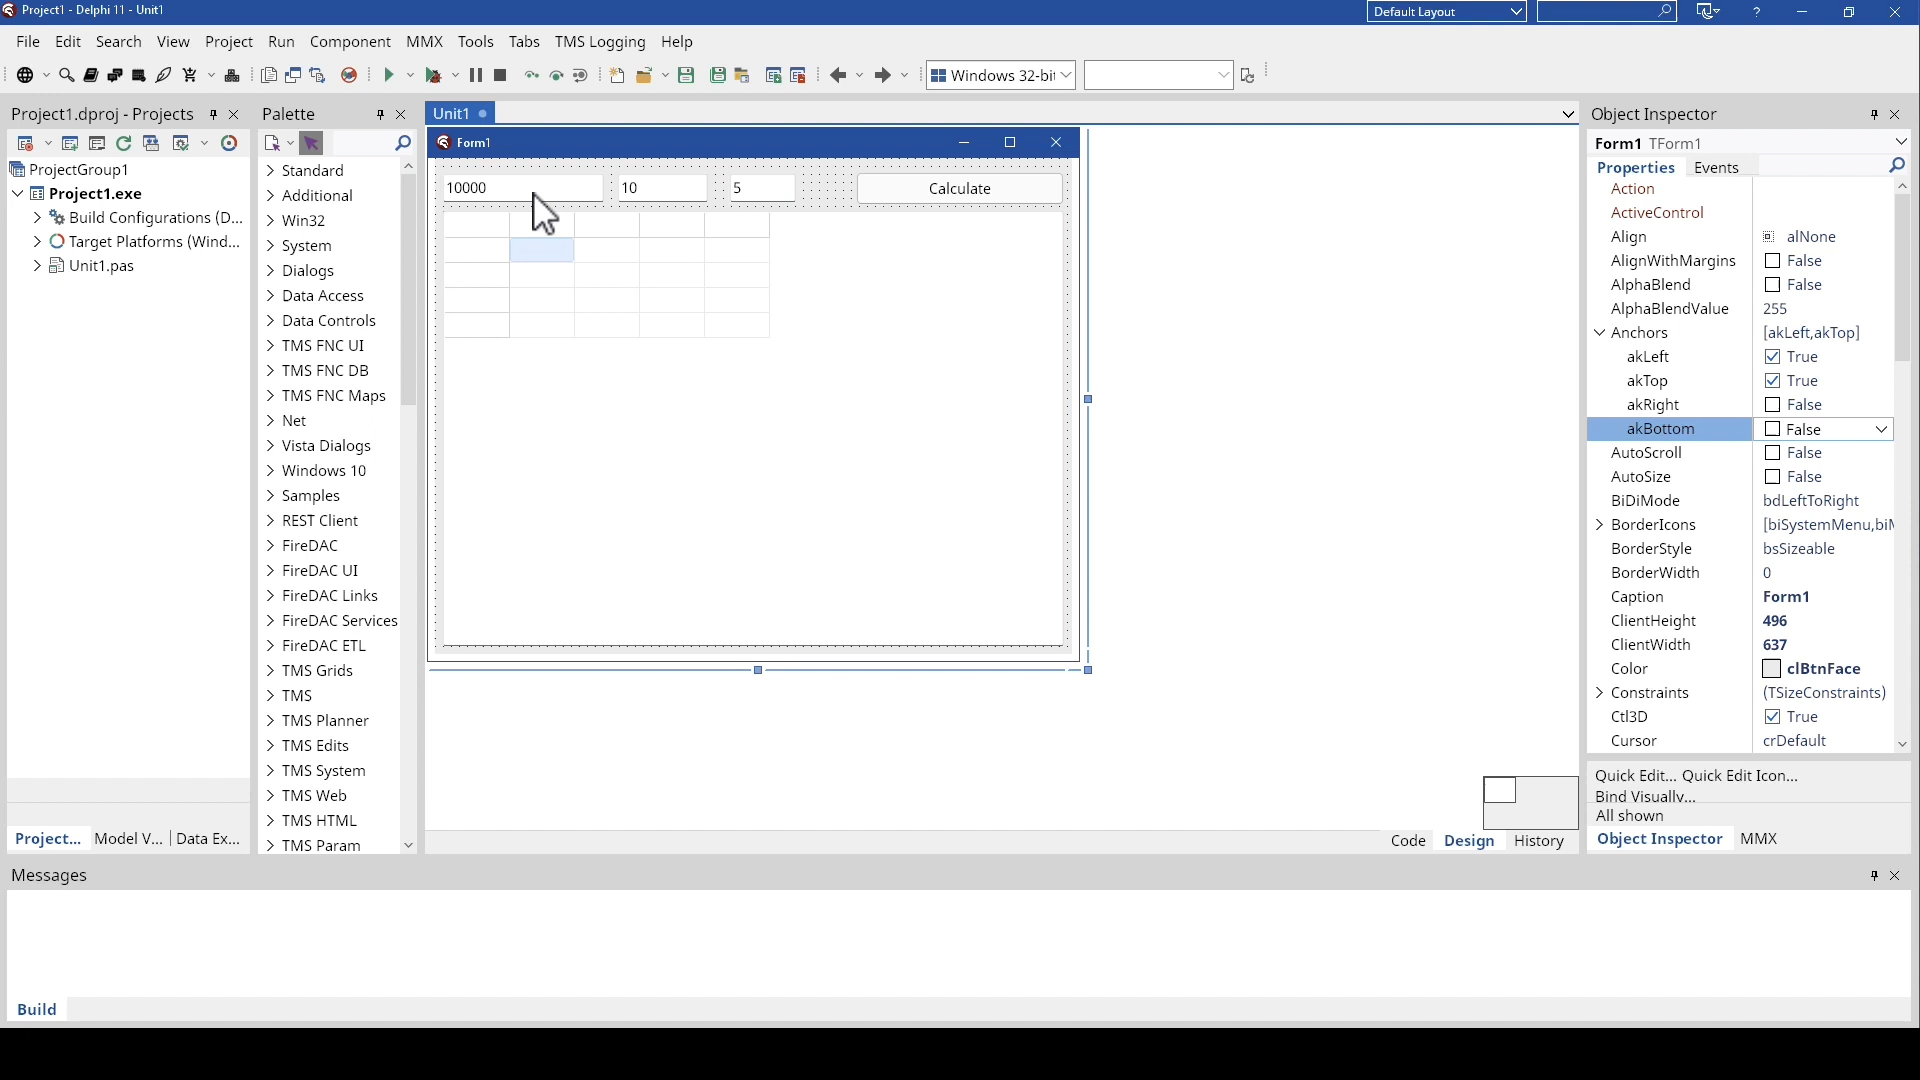 Project1 - Delphi 11 - Unit1
Default Layout
?
File Edit Search View Project Run Component MMX Tools Tabs TMS Logging Help
Windows 32-bit
Project1.dproj - Projects
ProjectGroup1
Project1.exe
Build Configurations (D...
Target Platforms (Wind...
Unit1.pas
Project... Model V... Data Ex...
Palette
Standard
Additional
Win32
System
Dialogs
Data Access
Data Controls
TMS FNC UI
TMS FNC DB
TMS FNC Maps
Net
Vista Dialogs
Windows 10
Samples
REST Client
FireDAC
FireDAC UI
FireDAC Links
FireDAC Services
FireDAC ETL
TMS Grids
TMS
TMS Planner
TMS Edits
TMS System
TMS Web
TMS HTML
TMS Param
Unit1
Form1
10000 10 5 Calculate
Code Design History
Object Inspector
Form1 TForm1
Properties Events
Action
ActiveControl
Align alNone
AlignWithMargins False
AlphaBlend False
AlphaBlendValue 255
Anchors [akLeft,akTop]
akLeft True
akTop True
akRight False
akBottom False
AutoScroll False
AutoSize False
BiDiMode bdLeftToRight
BorderIcons [biSystemMenu,biM
BorderStyle bsSizeable
BorderWidth 0
Caption Form1
ClientHeight 496
ClientWidth 637
Color clBtnFace
Constraints (TSizeConstraints)
Ctl3D True
Cursor crDefault
Quick Edit... Quick Edit Icon...
Bind Visually...
All shown
Object Inspector MMX
Messages
Build